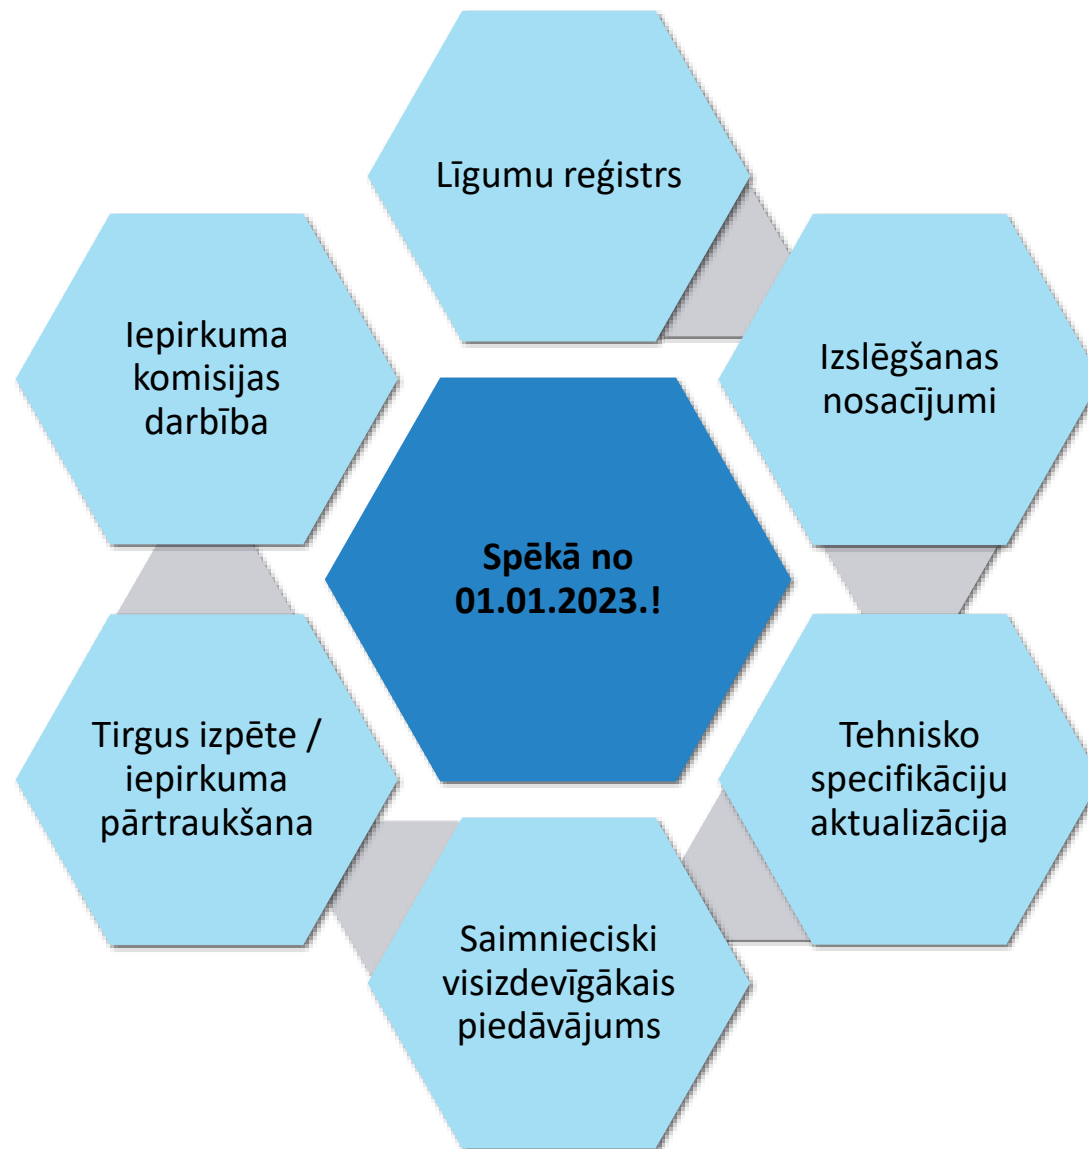 Līgumu reģistrs
Iepirkuma
komisijas
darbība
Izslēgšanas
nosacījumi
Spēkā no
01.01.2023.!
Tirgus izpēte /
iepirkuma
pārtraukšana
Tehnisko
specifikāciju
aktualizācija
Saimnieciski
visizdevīgākais
piedāvājums